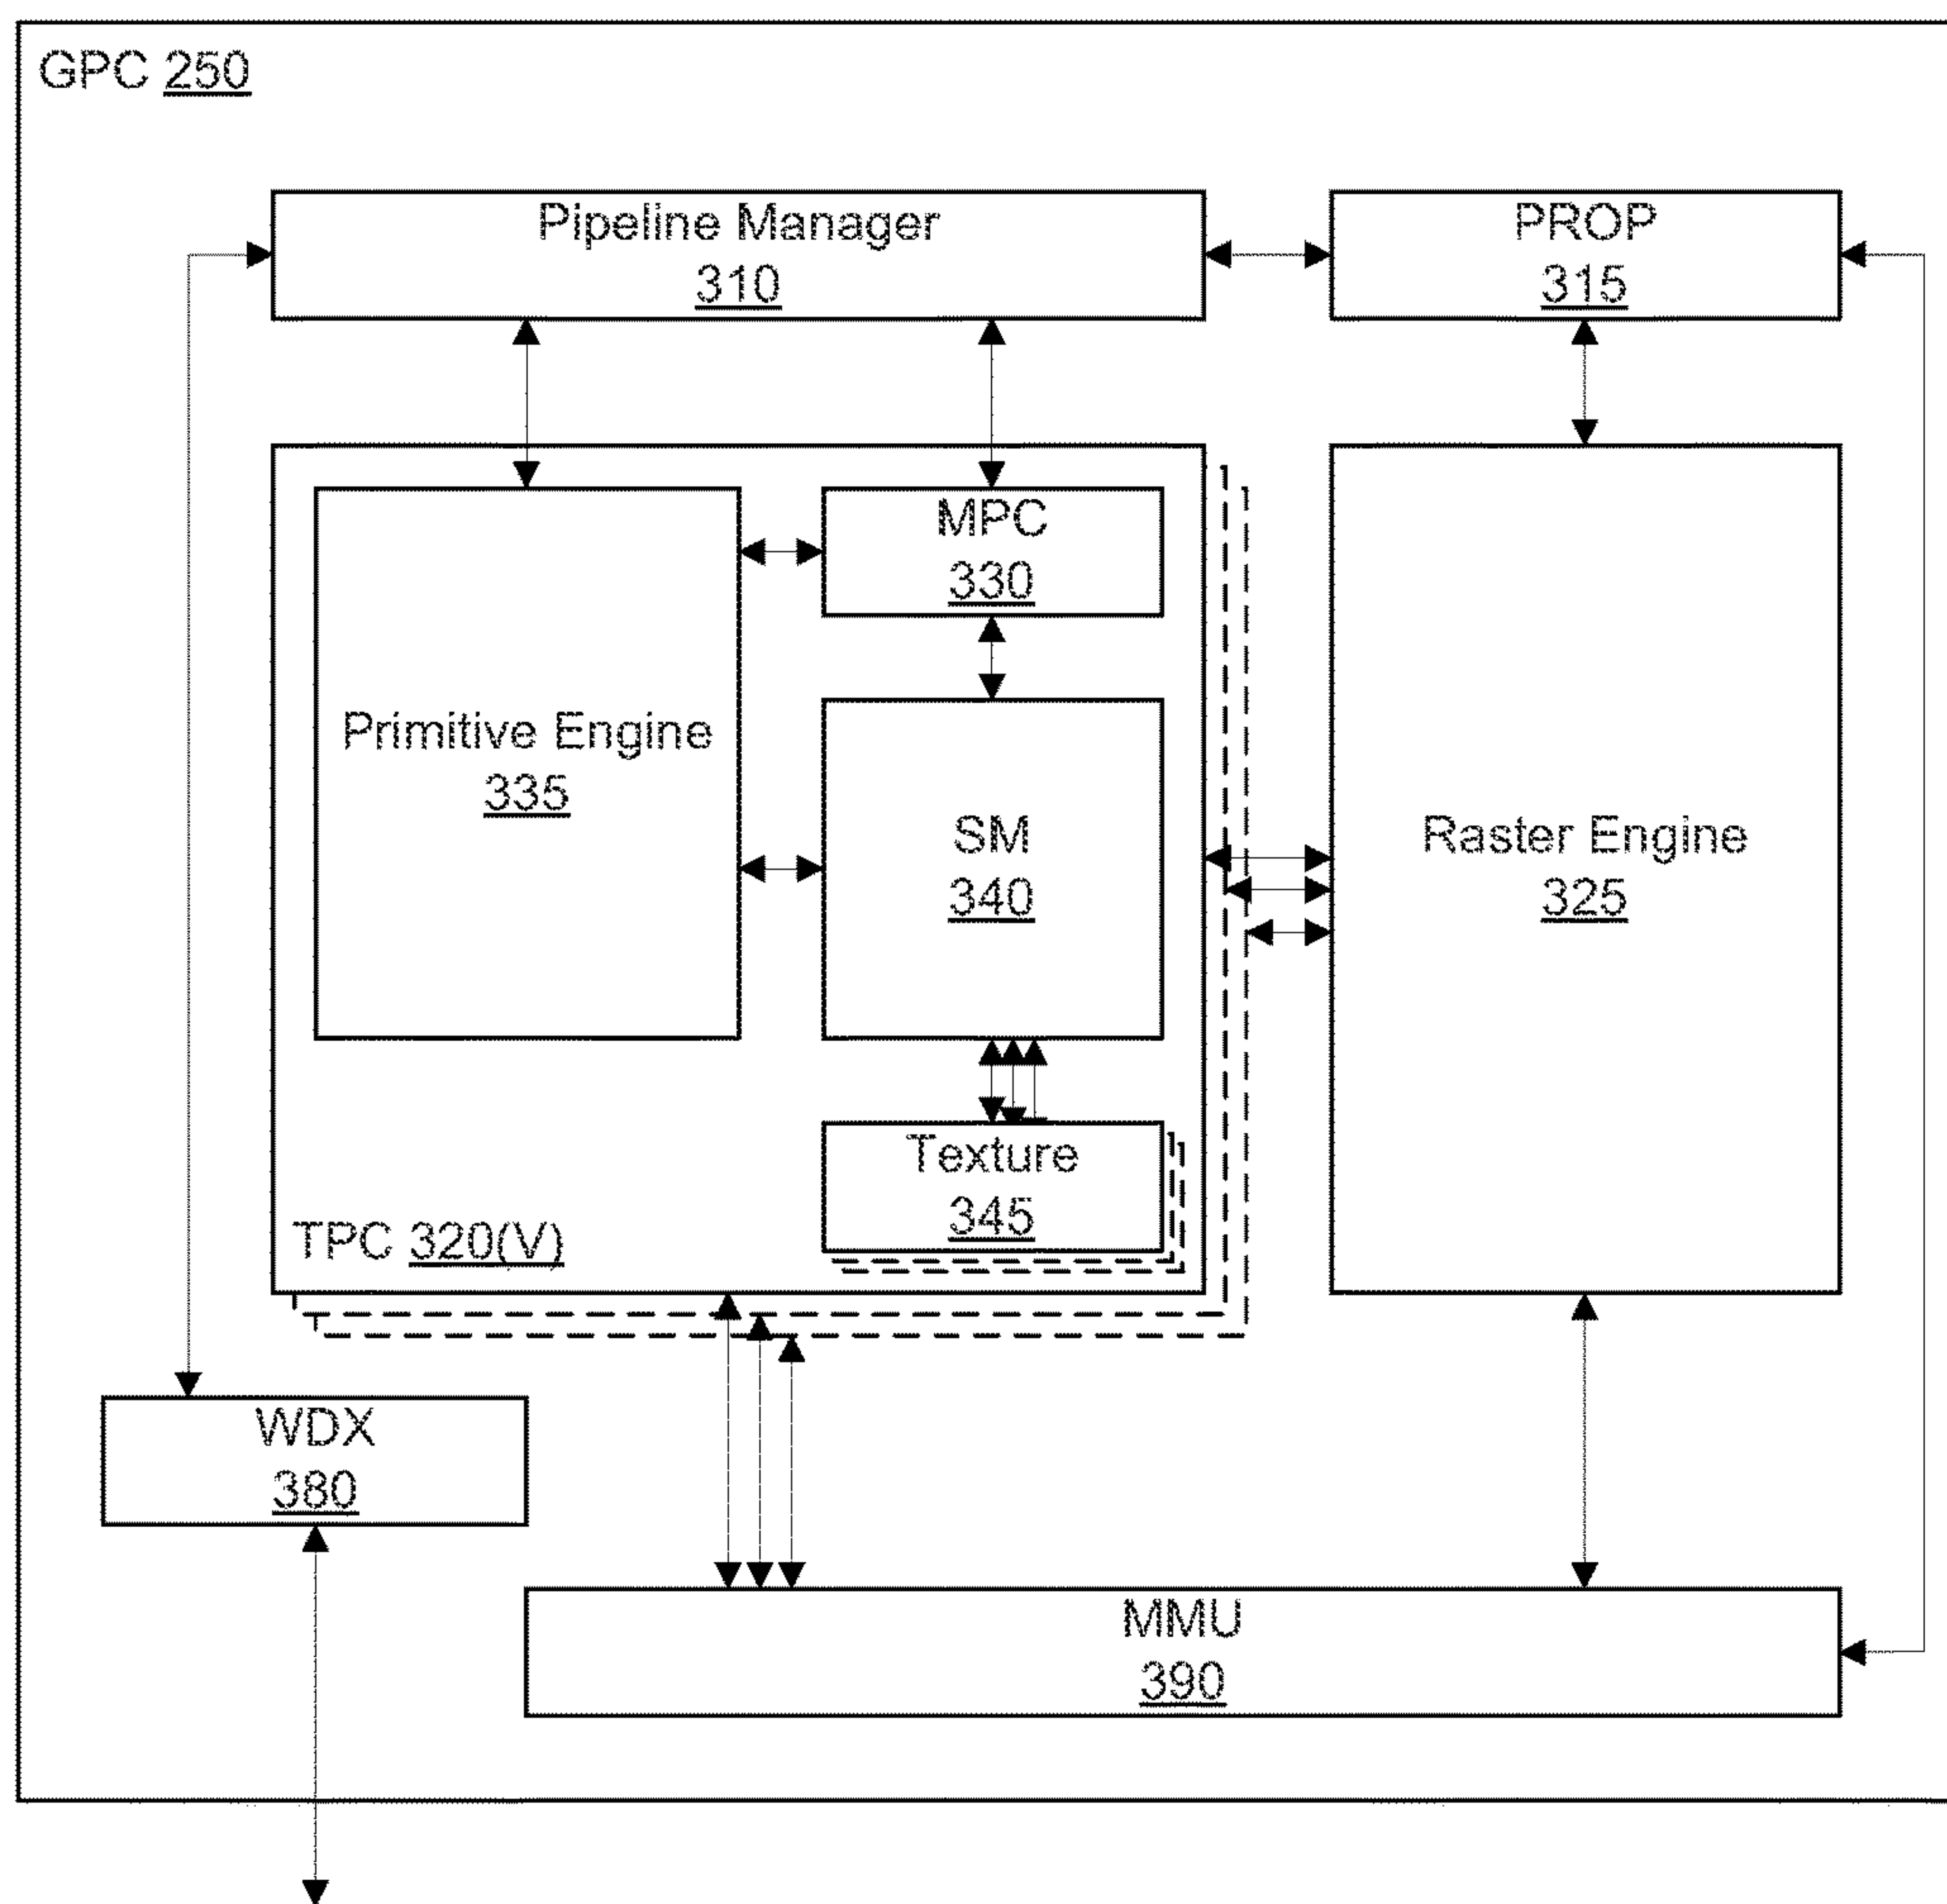 GPC 250
Pipeline Manager
310
PROP
315
MPC
330
Primitive Engine
335
SM
340
Raster Engine
325
Texture
345
TPC 320(V)
WDX
380
MMU
390